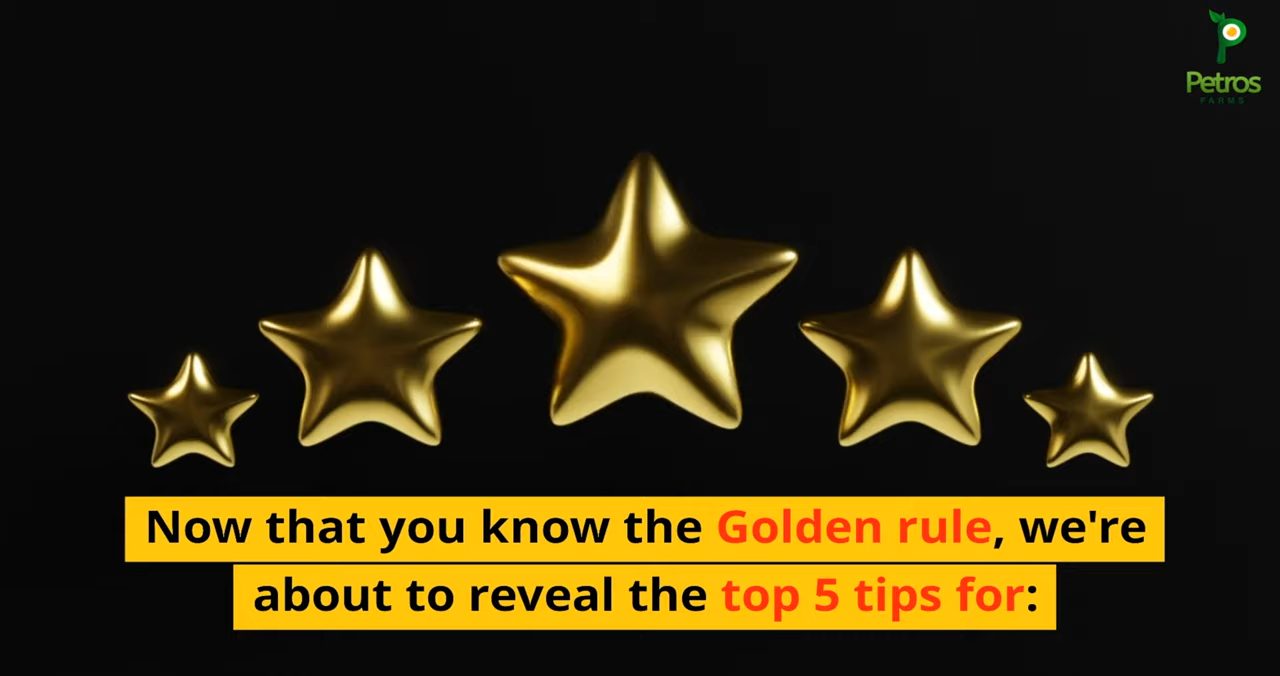 Petros
FARMS
Now that you know the Golden rule, we're
about to reveal the top 5 tips for: